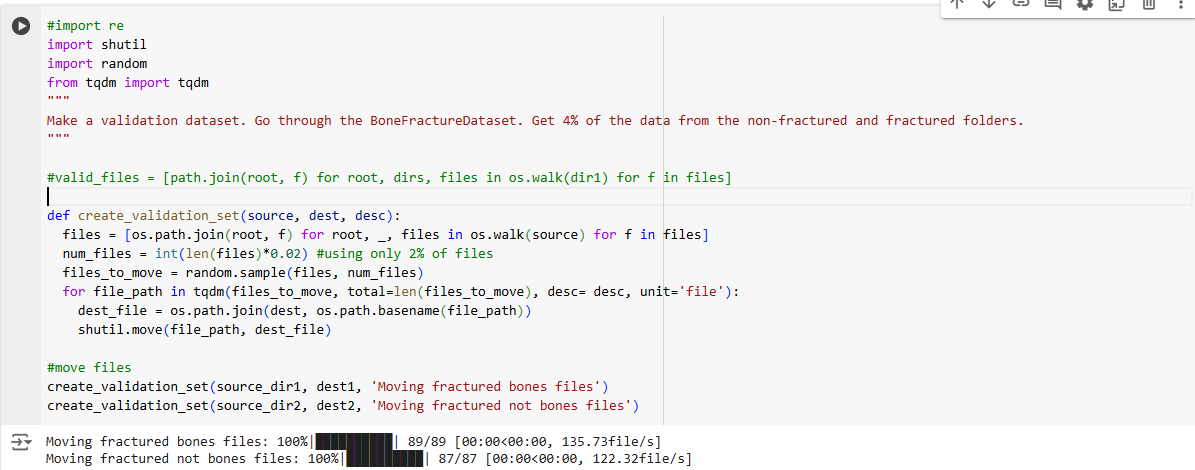 #import re
import shutil
import random
from tqdm import tqdm
"""
Make a validation dataset. Go through the BoneFractureDataset. Get 4% of the data from the non-fractured and fractured folders.
"""
#valid_files = [path.join(root, f) for root, dirs, files in os.walk(dir1) for f in files]
def create_validation_set(source, dest, desc):
  files = [os.path.join(root, f) for root, _, files in os.walk(source) for f in files]
  num_files = int(len(files)*0.02) #using only 2% of files
  files_to_move = random.sample(files, num_files)
  for file_path in tqdm(files_to_move, total=len(files_to_move), desc= desc, unit='file'):
    dest_file = os.path.join(dest, os.path.basename(file_path))
    shutil.move(file_path, dest_file)
#move files
create_validation_set(source_dir1, dest1, 'Moving fractured bones files')
create_validation_set(source_dir2, dest2, 'Moving fractured not bones files')
Moving fractured bones files: 100%|██████████| 89/89 [00:00<00:00, 135.73file/s]
Moving fractured not bones files: 100%|██████████| 87/87 [00:00<00:00, 122.32file/s]